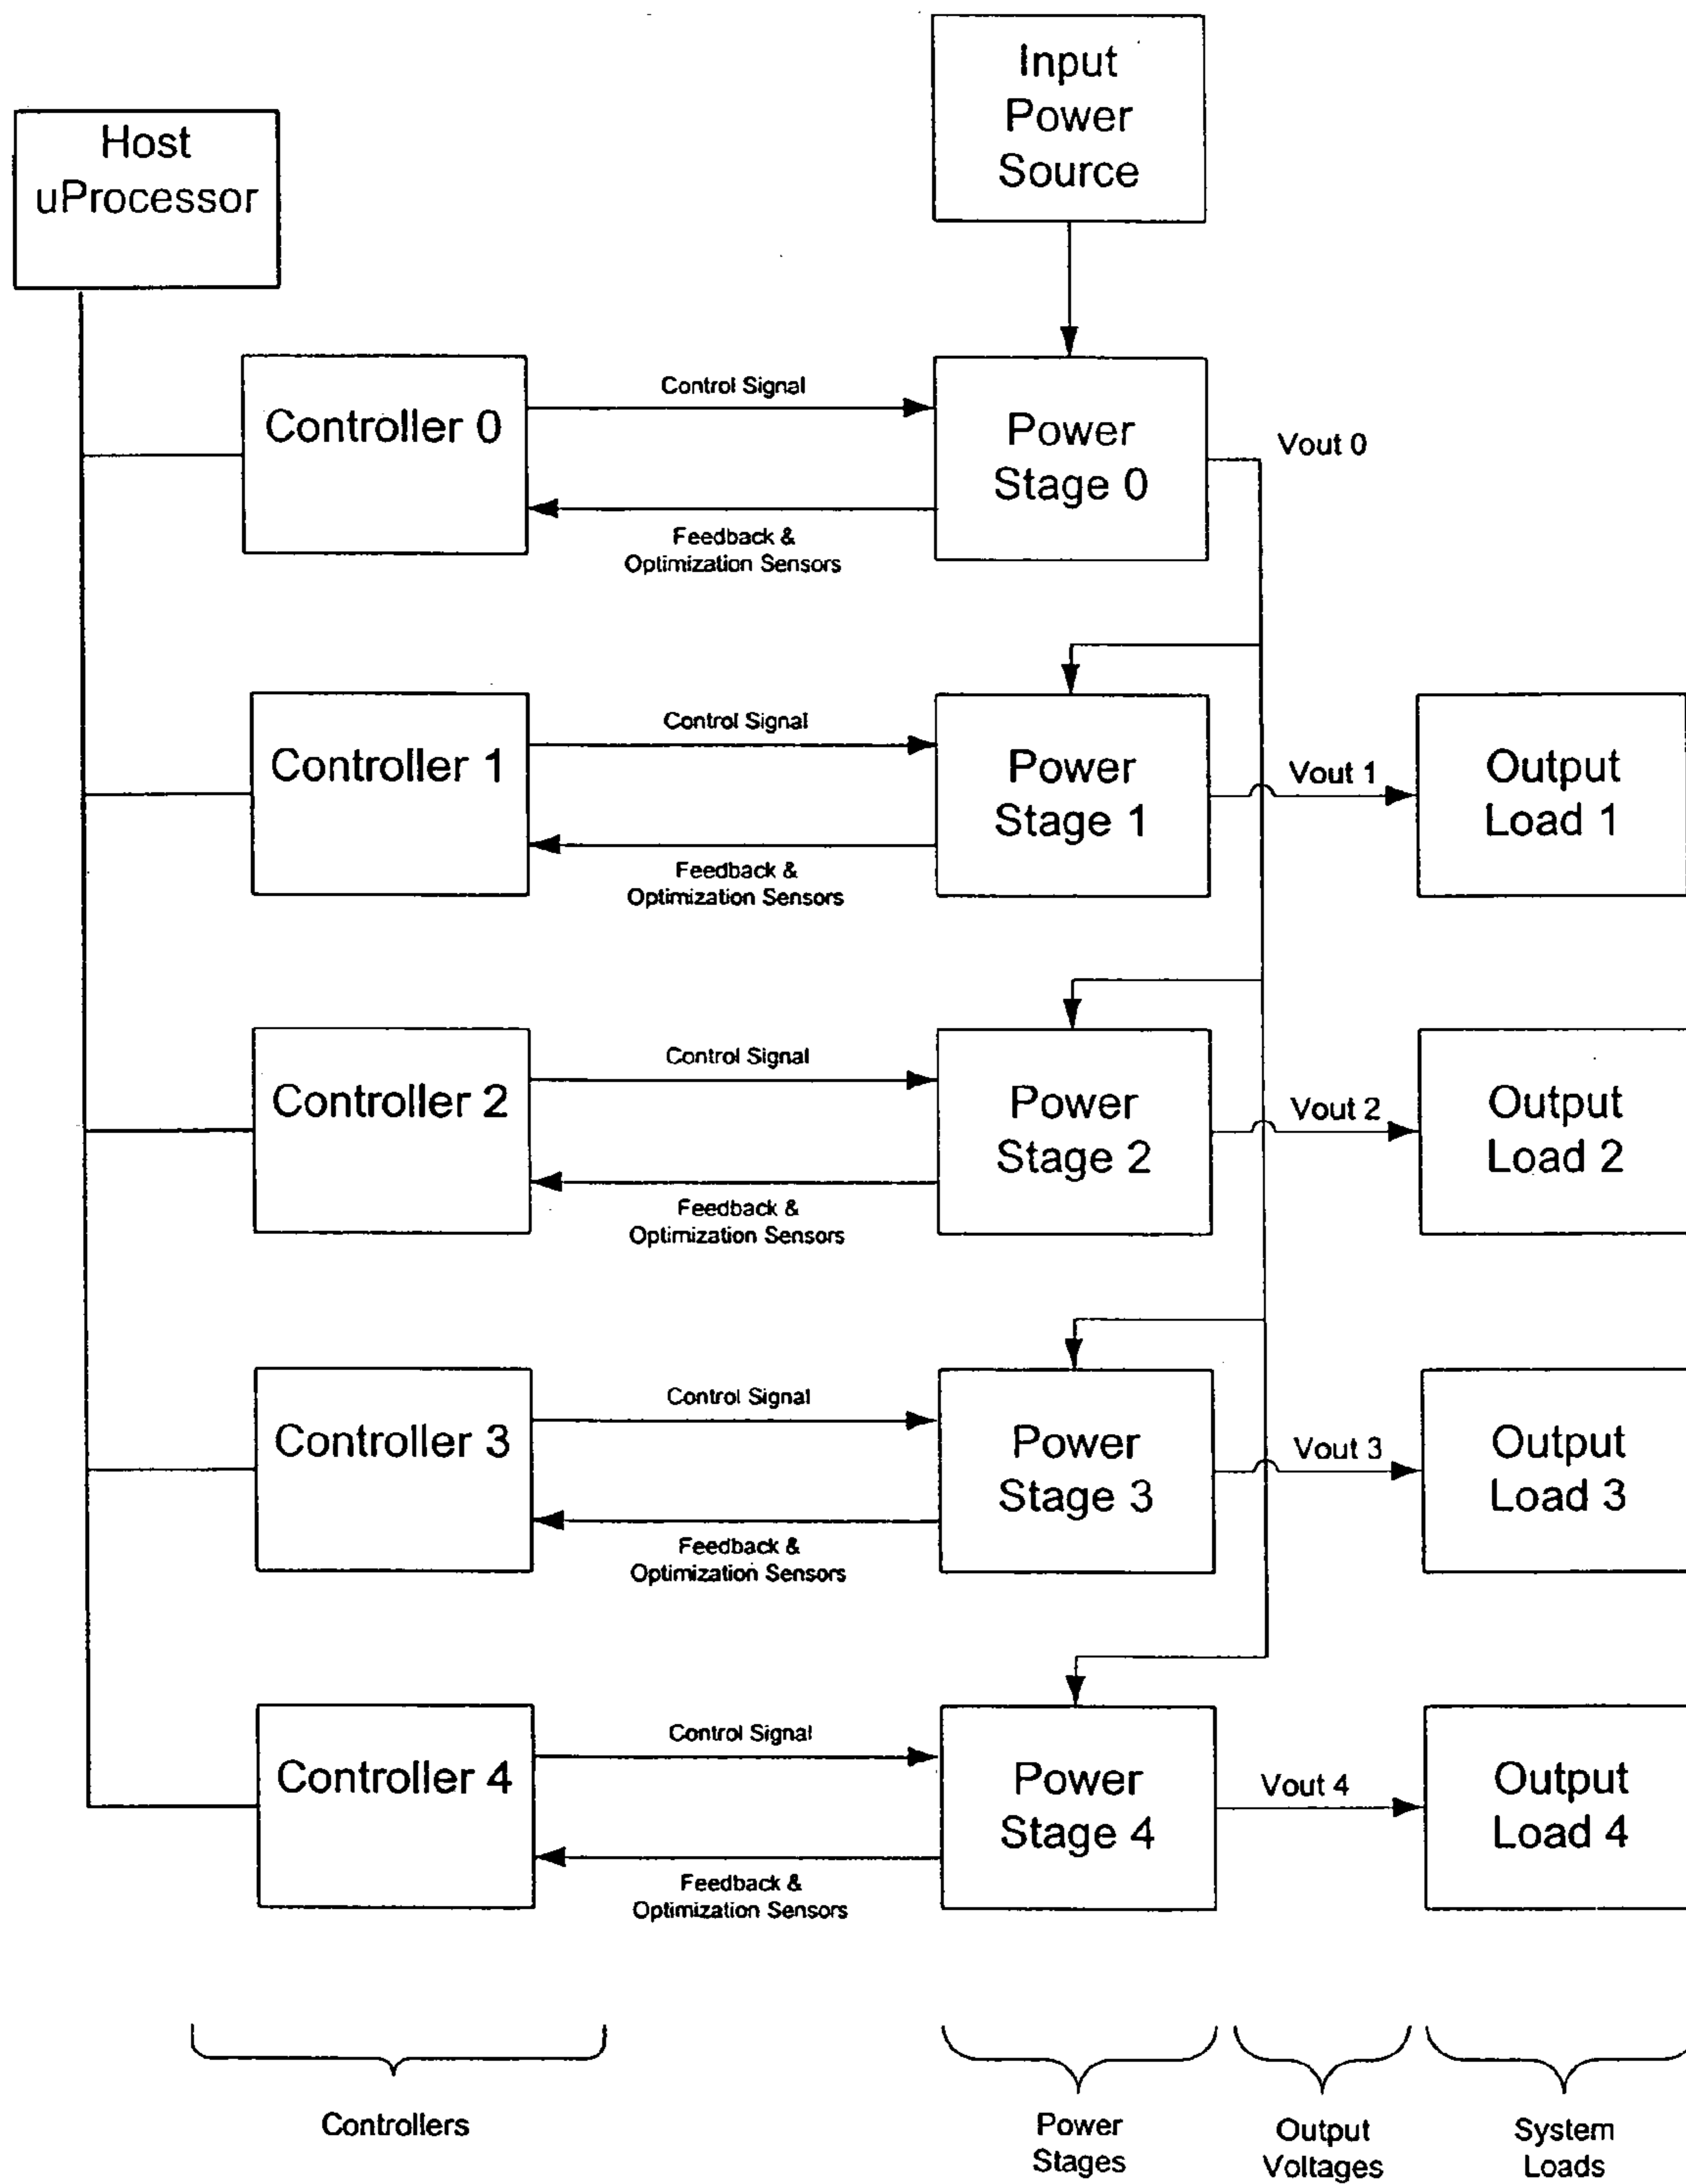 Input
Power
Source
Host
uProcessor
Control Signal
Controller 0
Power
Stage 0
Vout 0
Feedback &
Optimization Sensors
Control Signal
Controller 1
Power
Stage 1
Vout 1
Output
Load 1
Feedback &
Optimization Sensors
Control Signal
Controller 2
Power
Stage 2
Vout 2
Output
Load 2
Feedback &
Optimization Sensors
Control Signal
Controller 3
Power
Stage 3
Vout 3
Output
Load 3
Feedback &
Optimization Sensors
Control Signal
Controller 4
Power
Stage 4
Vout 4
Output
Load 4
Feedback &
Optimization Sensors
Controllers
Power
Stages
Output
Voltages
System
Loads